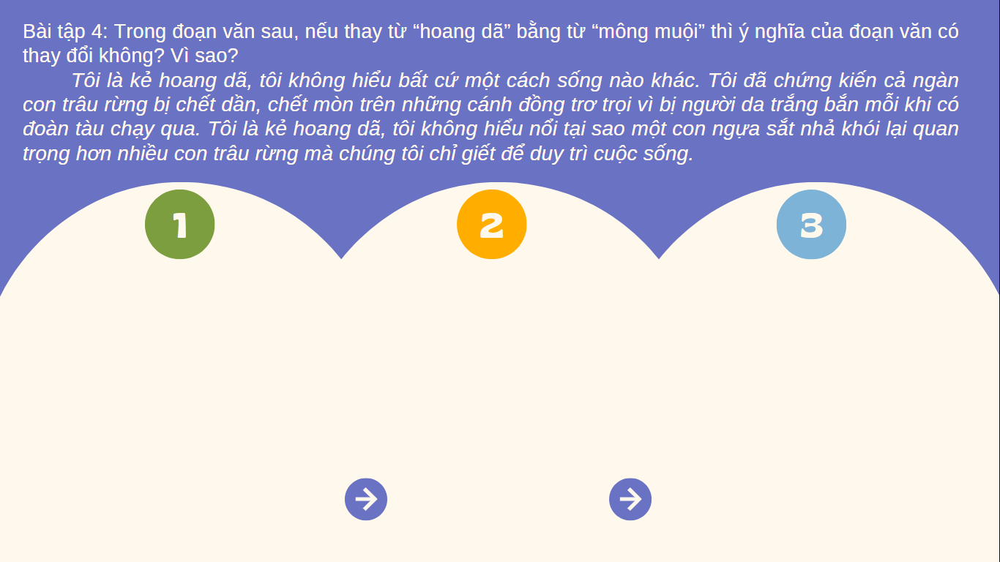 Bài tập 4: Trong đoạn văn sau, nếu thay từ “hoang dã” bằng từ “mông muội” thì ý nghĩa của đoạn văn có
thay đổi không? Vì sao?
Tôi là kẻ hoang dã, tôi không hiểu bất cứ một cách sống nào khác. Tôi đã chứng kiến cả ngàn
con trâu rừng bị chết dần, chết mòn trên những cánh đồng trơ trọi vì bị người da trắng bắn mỗi khi có
đoàn tàu chạy qua. Tôi là kẻ hoang dã, tôi không hiểu nổi tại sao một con ngựa sắt nhả khói lại quan
trọng hơn nhiều con trâu rừng mà chúng tôi chỉ giết để duy trì cuộc sống.
1
2
3